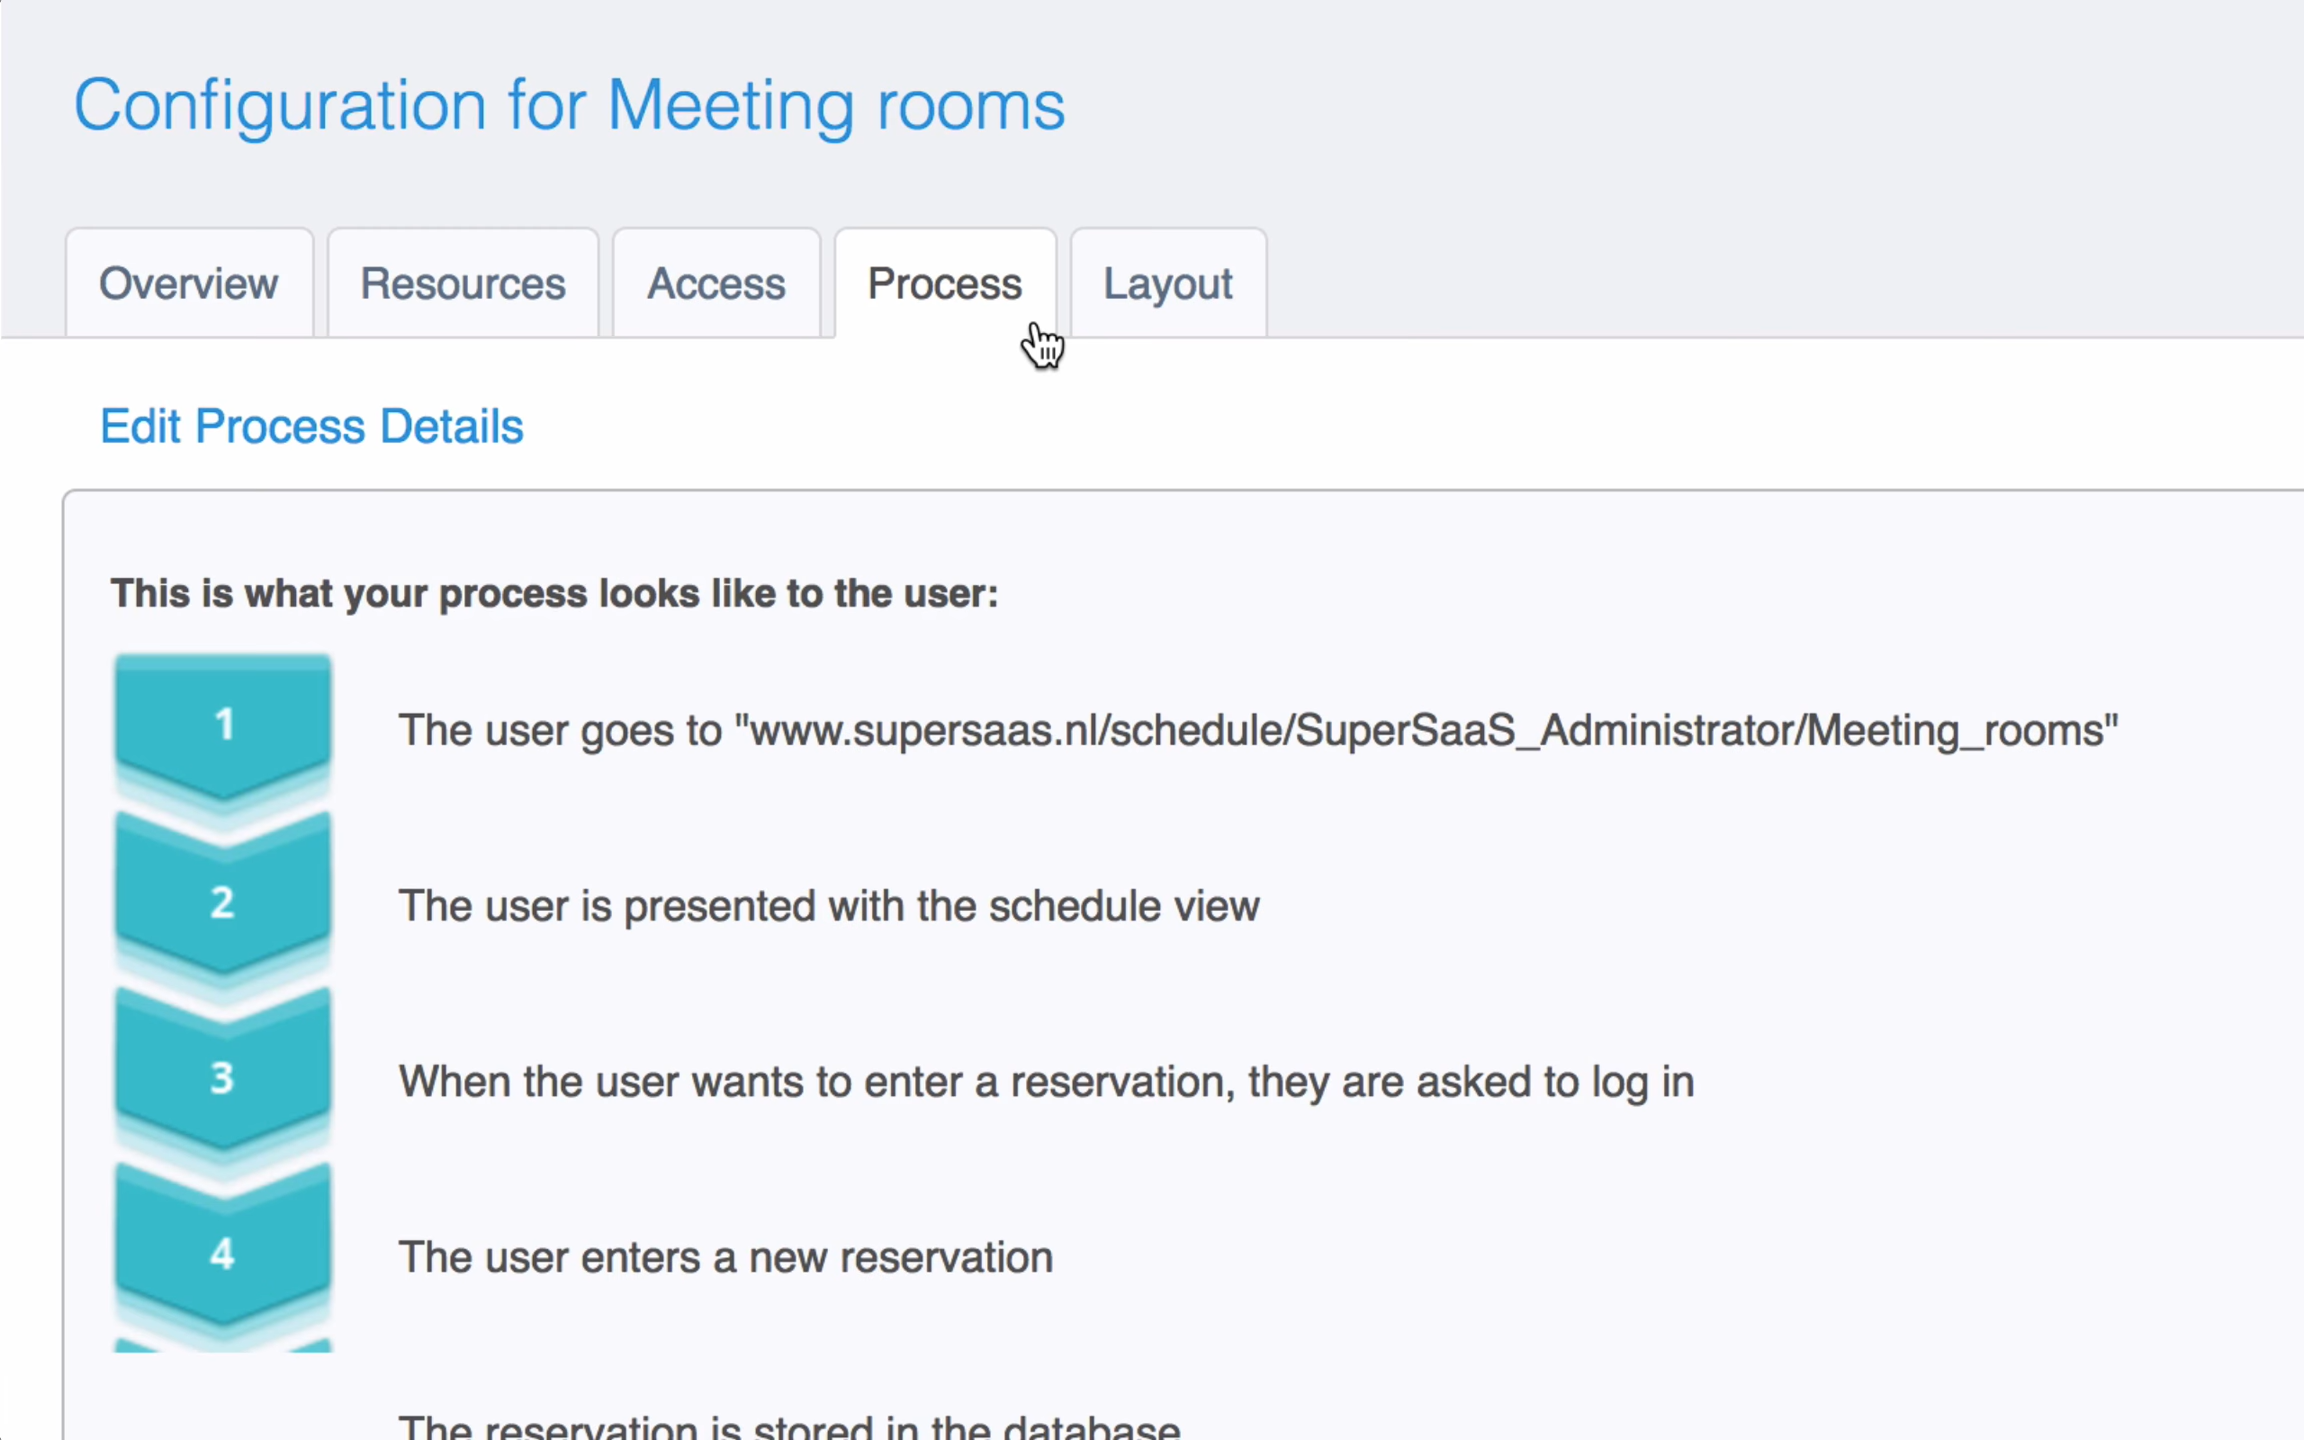 Configuration for Meeting rooms
Overview Resources Access Process Layout
Edit Process Details
This is what your process looks like to the user:
1 The user goes to "www.supersaas.nl/schedule/SuperSaaS_Administrator/Meeting_rooms"
2 The user is presented with the schedule view
3 When the user wants to enter a reservation, they are asked to log in
4 The user enters a new reservation
The reservation is stored in the database